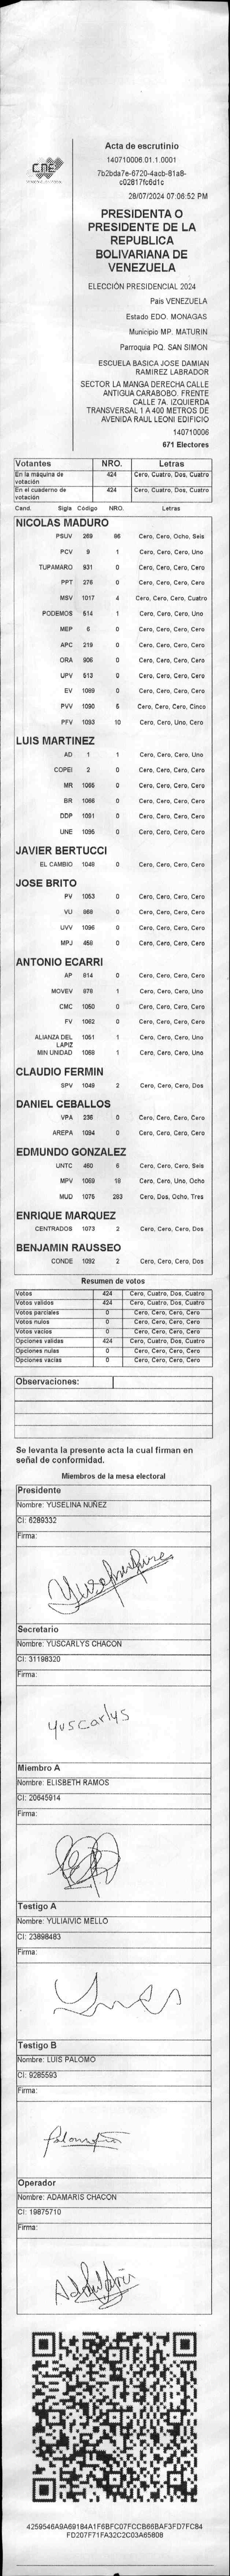 CNE
Acta de escrutinio
140710006.01.1.0001
7b2bda7e-6720-4acb-81a8-
c02817fc6d1c
28/07/2024 07:06:52 PM
PRESIDENTA O
PRESIDENTE DE LA
REPUBLICA
BOLIVARIANA DE
VENEZUELA
ELECCIÓN PRESIDENCIAL 2024
Pais VENEZUELA
Estado EDO. MONAGAS
Municipio MP. MATURIN
Parroquia PQ. SAN SIMON
ESCUELA BASICA JOSE DAMIAN
RAMIREZ LABRADOR
SECTOR LA MANGA DERECHA CALLE
ANTIGUA CARABOBO. FRENTE
CALLE 7A. IZQUIERDA
TRANSVERSAL 1 A 400 METROS DE
AVENIDA RAUL LEONI EDIFICIO
140710006
671 Electores
Votantes NRO. Letras
En la máquina de votación 424 Cero, Cuatro, Dos, Cuatro
En el cuaderno de votación 424 Cero, Cuatro, Dos, Cuatro
Cand. Sigla Código NRO. Letras
NICOLAS MADURO
PSUV 269 86 Cero, Cero, Ocho, Seis
PCV 9 1 Cero, Cero, Cero, Uno
TUPAMARO 931 0 Cero, Cero, Cero, Cero
PPT 276 0 Cero, Cero, Cero, Cero
MSV 1017 4 Cero, Cero, Cero, Cuatro
PODEMOS 514 1 Cero, Cero, Cero, Uno
MEP 6 0 Cero, Cero, Cero, Cero
APC 219 0 Cero, Cero, Cero, Cero
ORA 906 0 Cero, Cero, Cero, Cero
UPV 513 0 Cero, Cero, Cero, Cero
EV 1089 0 Cero, Cero, Cero, Cero
PVV 1090 5 Cero, Cero, Cero, Cinco
PFV 1093 10 Cero, Cero, Uno, Cero
LUIS MARTINEZ
AD 1 1 Cero, Cero, Cero, Uno
COPEI 2 0 Cero, Cero, Cero, Cero
MR 1065 0 Cero, Cero, Cero, Cero
BR 1066 0 Cero, Cero, Cero, Cero
DDP 1091 0 Cero, Cero, Cero, Cero
UNE 1095 0 Cero, Cero, Cero, Cero
JAVIER BERTUCCI
EL CAMBIO 1048 0 Cero, Cero, Cero, Cero
JOSE BRITO
PV 1053 0 Cero, Cero, Cero, Cero
VU 868 0 Cero, Cero, Cero, Cero
UVV 1096 0 Cero, Cero, Cero, Cero
MPJ 458 0 Cero, Cero, Cero, Cero
ANTONIO ECARRI
AP 814 0 Cero, Cero, Cero, Cero
MOVEV 876 1 Cero, Cero, Cero, Uno
CMC 1050 0 Cero, Cero, Cero, Cero
FV 1062 0 Cero, Cero, Cero, Cero
ALIANZA DEL LAPIZ 1051 1 Cero, Cero, Cero, Uno
MIN UNIDAD 1068 1 Cero, Cero, Cero, Uno
CLAUDIO FERMIN
SPV 1049 2 Cero, Cero, Cero, Dos
DANIEL CEBALLOS
VPA 236 0 Cero, Cero, Cero, Cero
AREPA 1094 0 Cero, Cero, Cero, Cero
EDMUNDO GONZALEZ
UNTC 460 6 Cero, Cero, Cero, Seis
MPV 1069 18 Cero, Cero, Uno, Ocho
MUD 1075 283 Cero, Dos, Ocho, Tres
ENRIQUE MARQUEZ
CENTRADOS 1073 2 Cero, Cero, Cero, Dos
BENJAMIN RAUSSEO
CONDE 1092 2 Cero, Cero, Cero, Dos
Resumen de votos
Votos 424 Cero, Cuatro, Dos, Cuatro
Votos validos 424 Cero, Cuatro, Dos, Cuatro
Votos parciales 0 Cero, Cero, Cero, Cero
Votos nulos 0 Cero, Cero, Cero, Cero
Votos vacios 0 Cero, Cero, Cero, Cero
Opciones validas 424 Cero, Cuatro, Dos, Cuatro
Opciones nulas 0 Cero, Cero, Cero, Cero
Opciones vacias 0 Cero, Cero, Cero, Cero
Observaciones:
Se levanta la presente acta la cual firman en
señal de conformidad.
Miembros de la mesa electoral
Presidente
Nombre: YUSELINA NUÑEZ
CI: 6289332
Firma:
Secretario
Nombre: YUSCARLYS CHACON
CI: 31198320
Firma:
Yuscarlys
Miembro A
Nombre: ELISBETH RAMOS
CI: 20645914
Firma:
Testigo A
Nombre: YULIAIVIC MELLO
CI: 23898483
Firma:
Testigo B
Nombre: LUIS PALOMO
CI: 9285593
Firma:
Operador
Nombre: ADAMARIS CHACON
CI: 19875710
Firma:
4259546A9A69184A1F6BFC07FCCB66BAF3FD7FC84
FD207F71FA32C2C03A65808